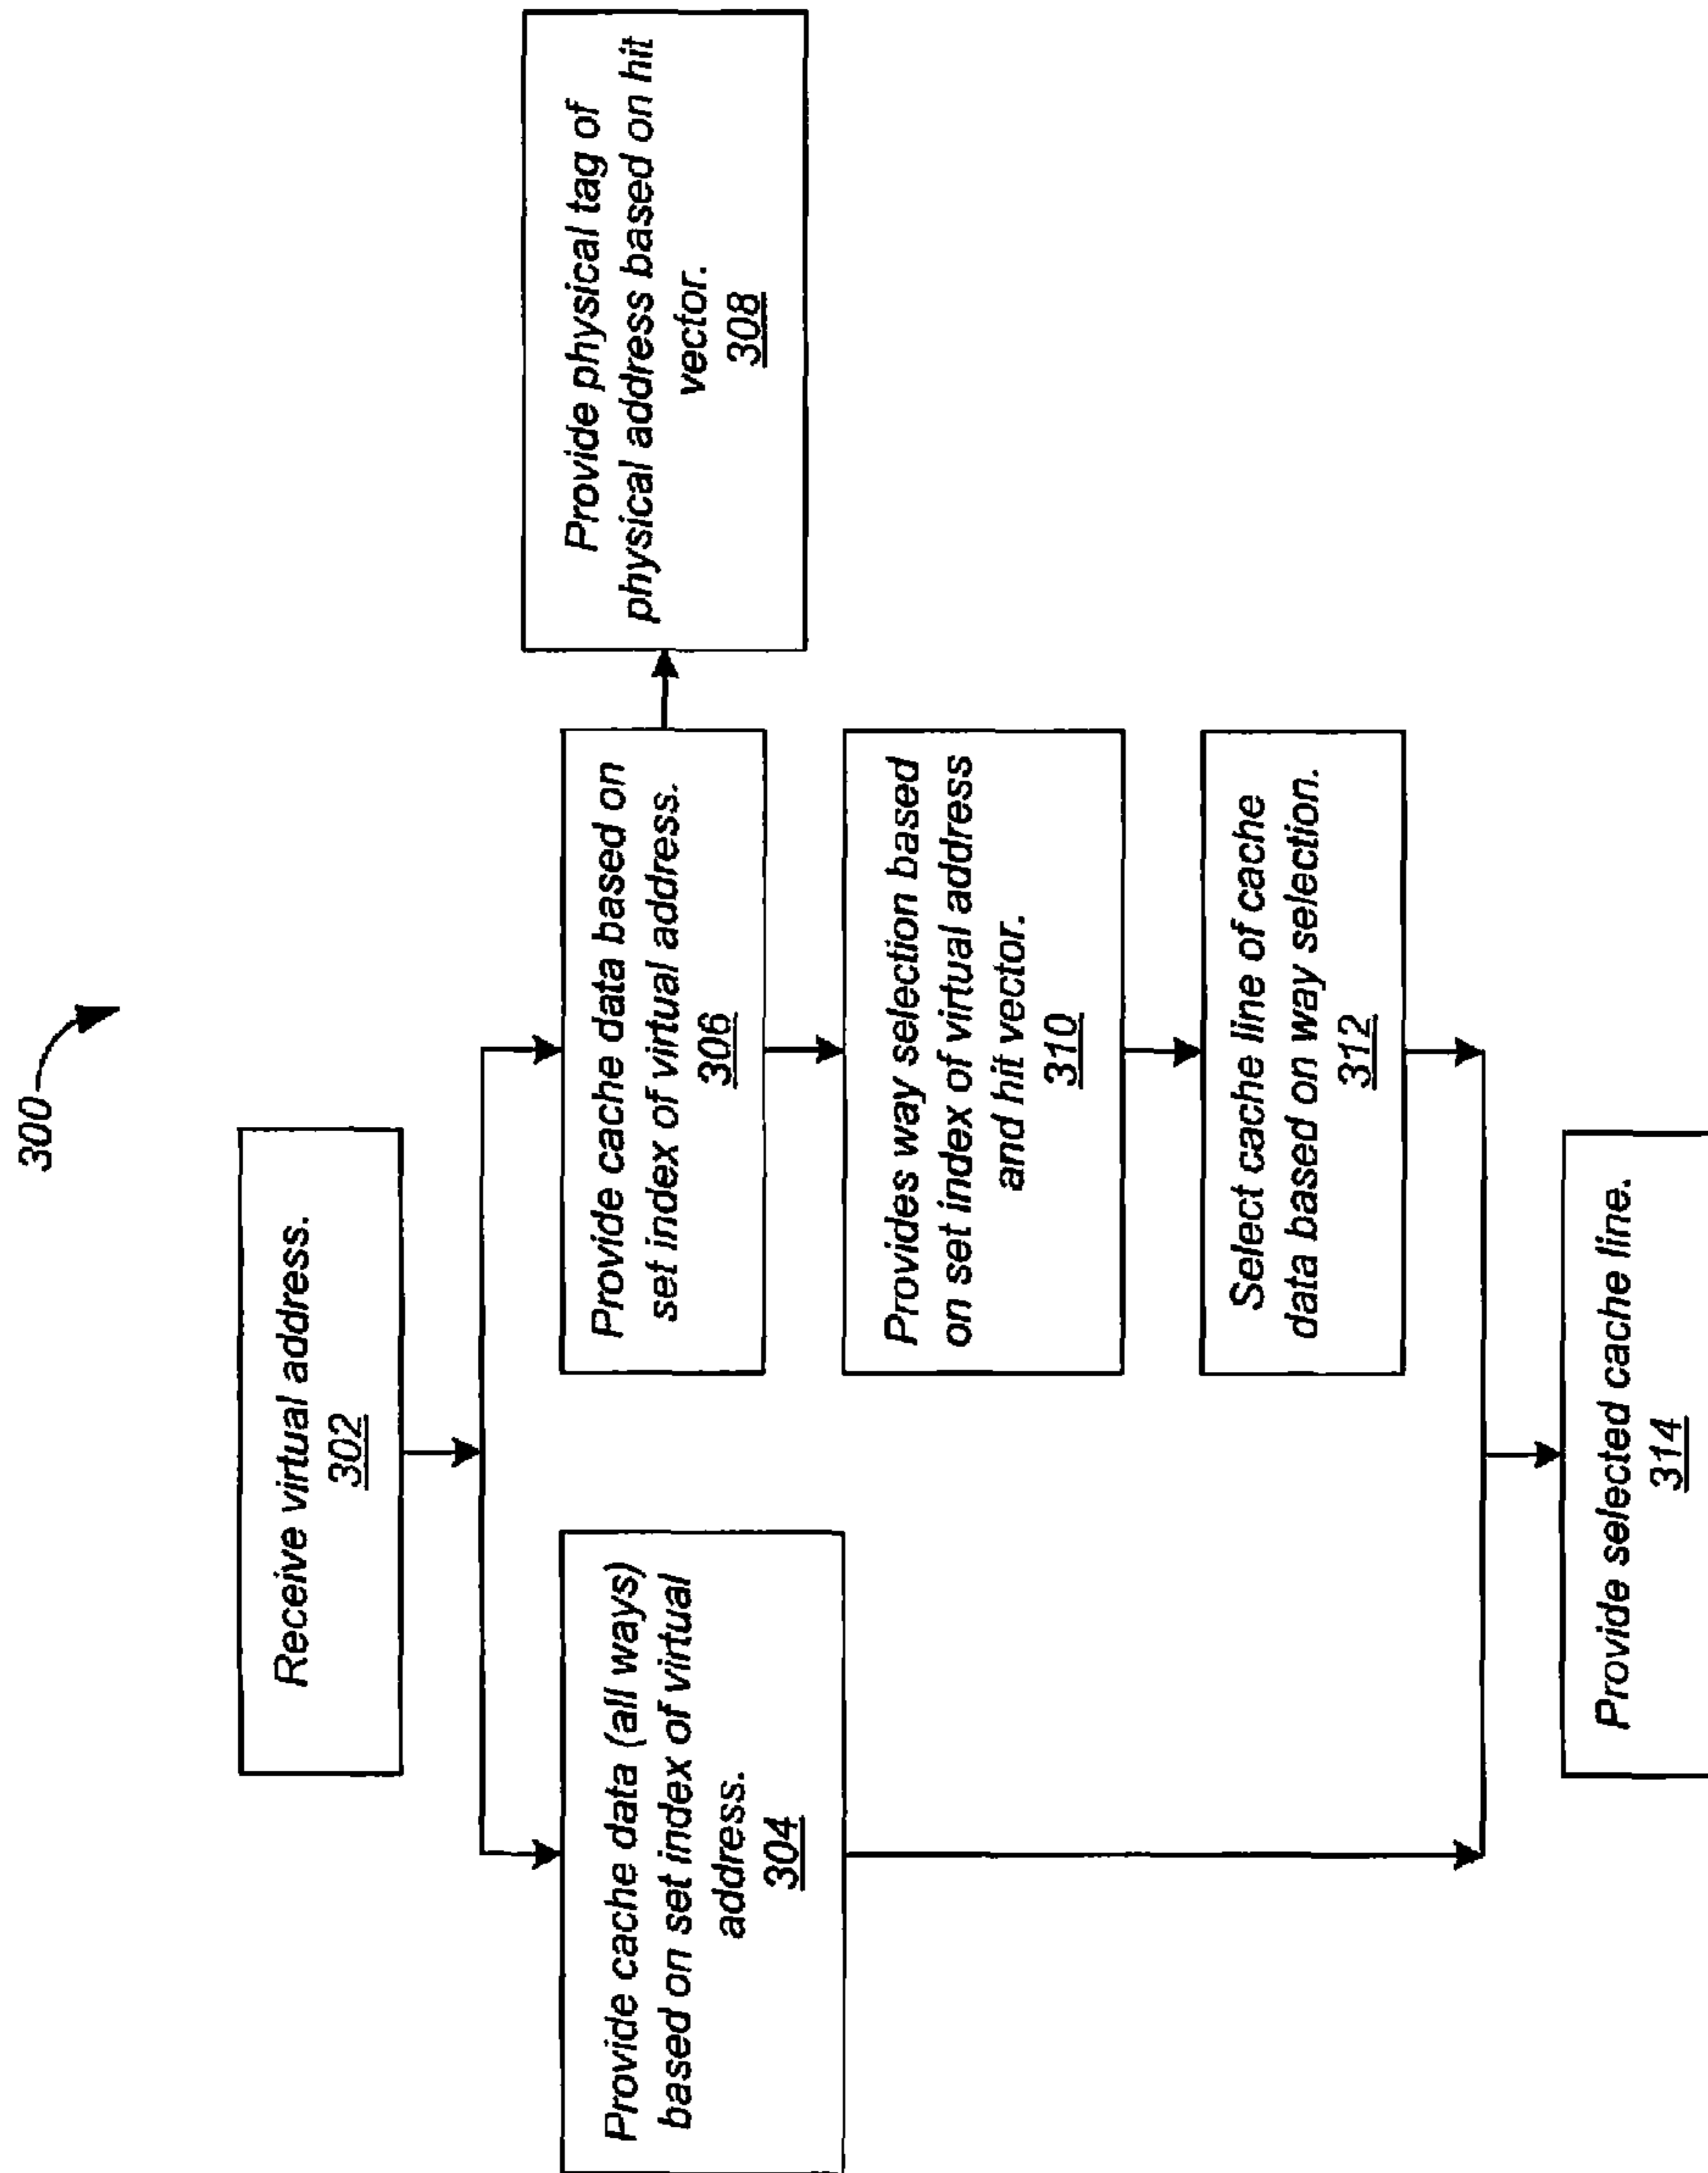 300
Receive virtual address.
302
Provide cache data (all ways)
based on set index of virtual
address.
304
Provide cache data based on
set index of virtual address.
306
Provide physical tag of
physical address based on hit
vector.
308
Provides way selection based
on set index of virtual address
and hit vector.
310
Select cache line of cache
data based on way selection.
312
Provide selected cache line.
314